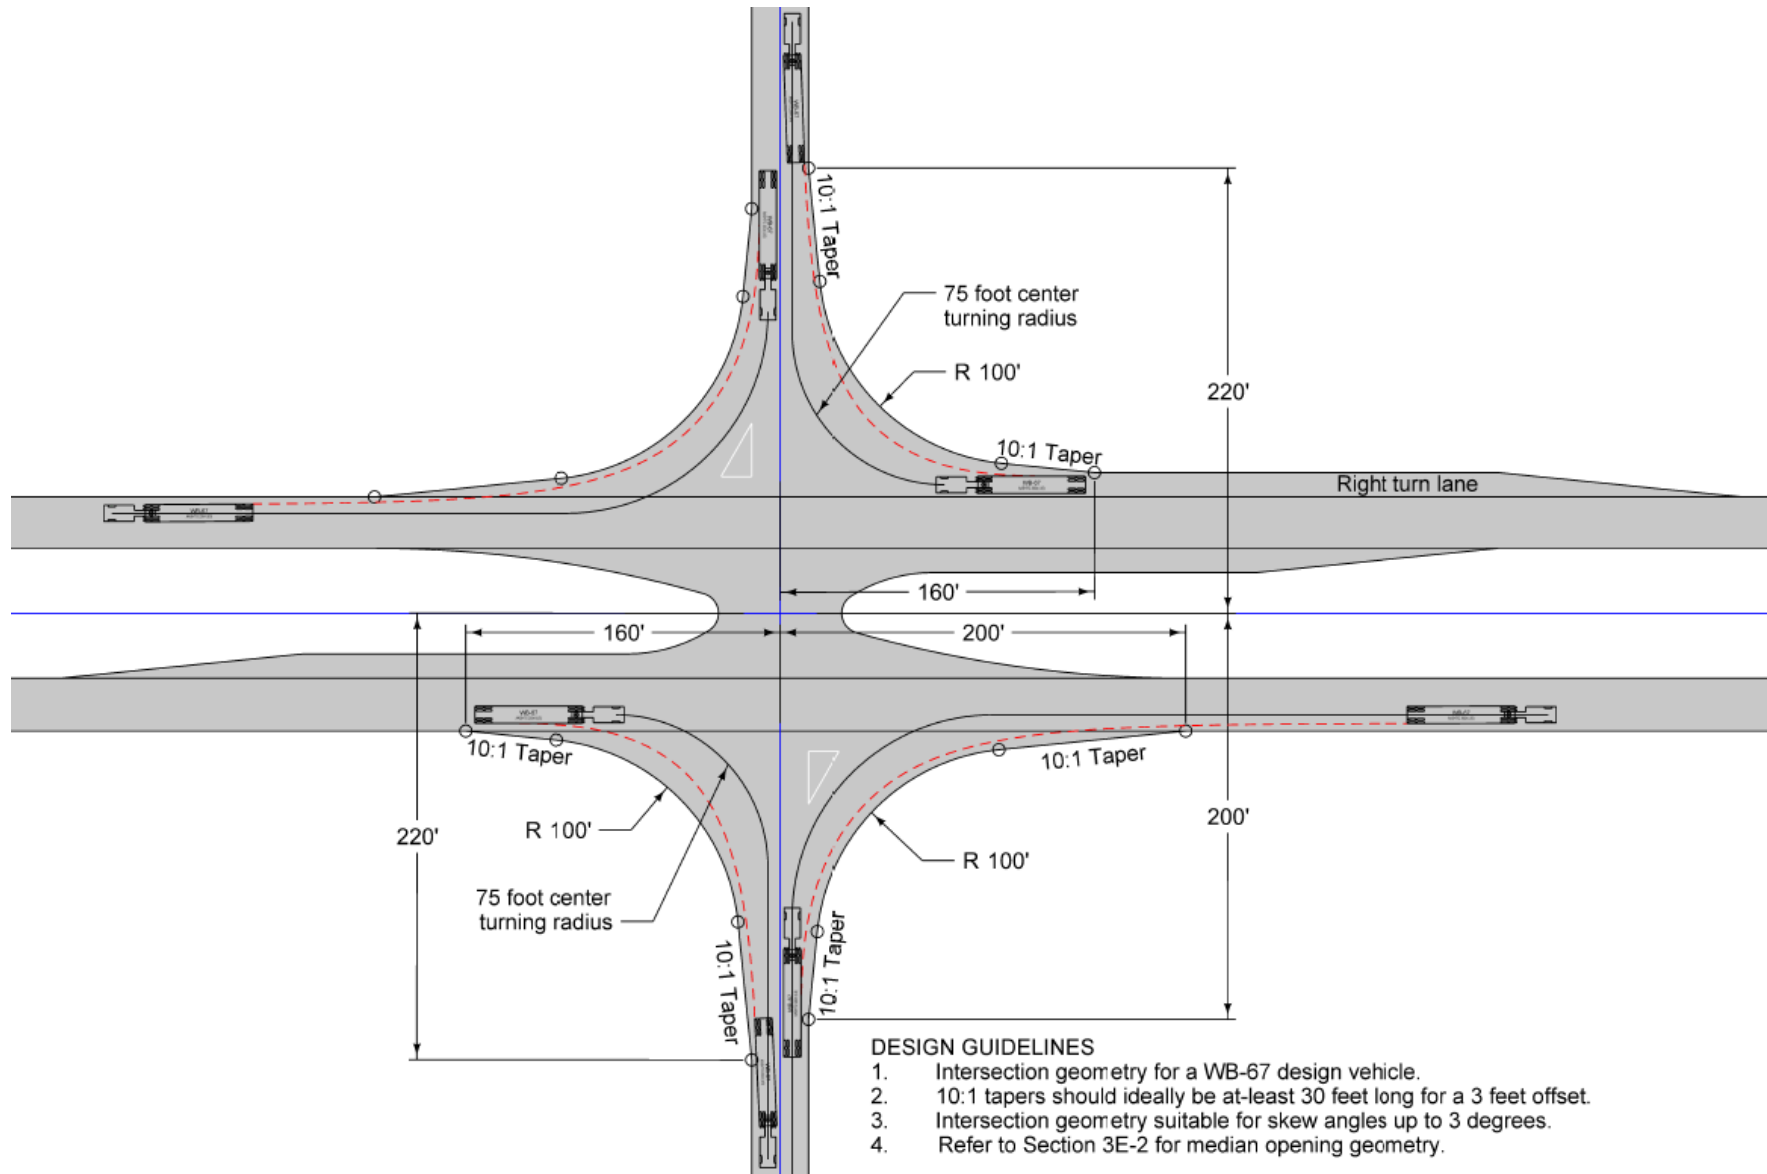 10:1 Taper
75 foot center
turning radius
R 100'
220'
10:1 Taper
Right turn lane
160'
160'
200'
10:1 Taper
10:1 Taper
R 100'
220'
200'
R 100'
75 foot center
turning radius
10:1 Taper
10:1 Taper
DESIGN GUIDELINES
1. Intersection geometry for a WB-67 design vehicle.
2. 10:1 tapers should ideally be at-least 30 feet long for a 3 feet offset.
3. Intersection geometry suitable for skew angles up to 3 degrees.
4. Refer to Section 3E-2 for median opening geometry.